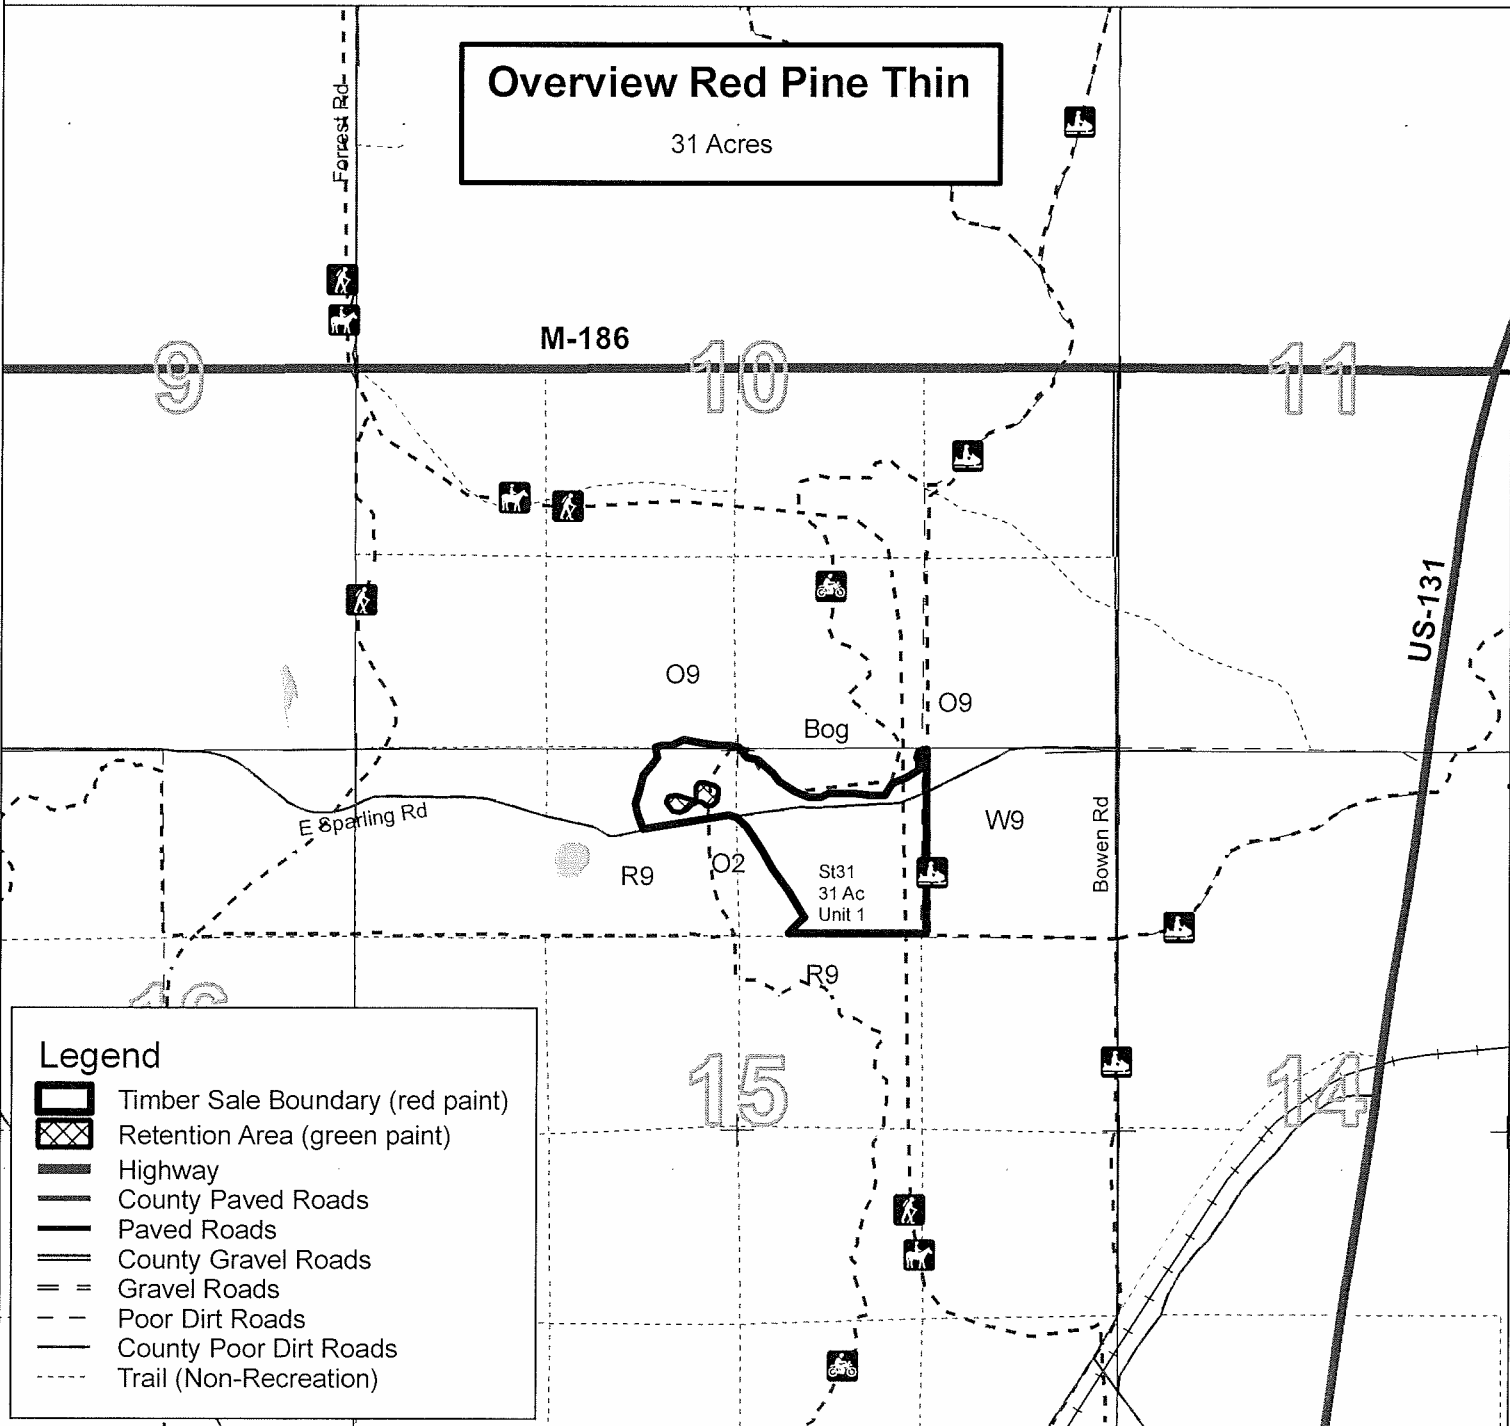 Overview Red Pine Thin
31 Acres
Forrest Rd
M-186
9
10
11
US-131
O9
O9
Bog
E Sparling Rd
W9
Bowen Rd
R9
O2
St31
31 Ac
Unit 1
R9
16
15
14
Legend
Timber Sale Boundary (red paint)
Retention Area (green paint)
Highway
County Paved Roads
Paved Roads
County Gravel Roads
Gravel Roads
Poor Dirt Roads
County Poor Dirt Roads
Trail (Non-Recreation)